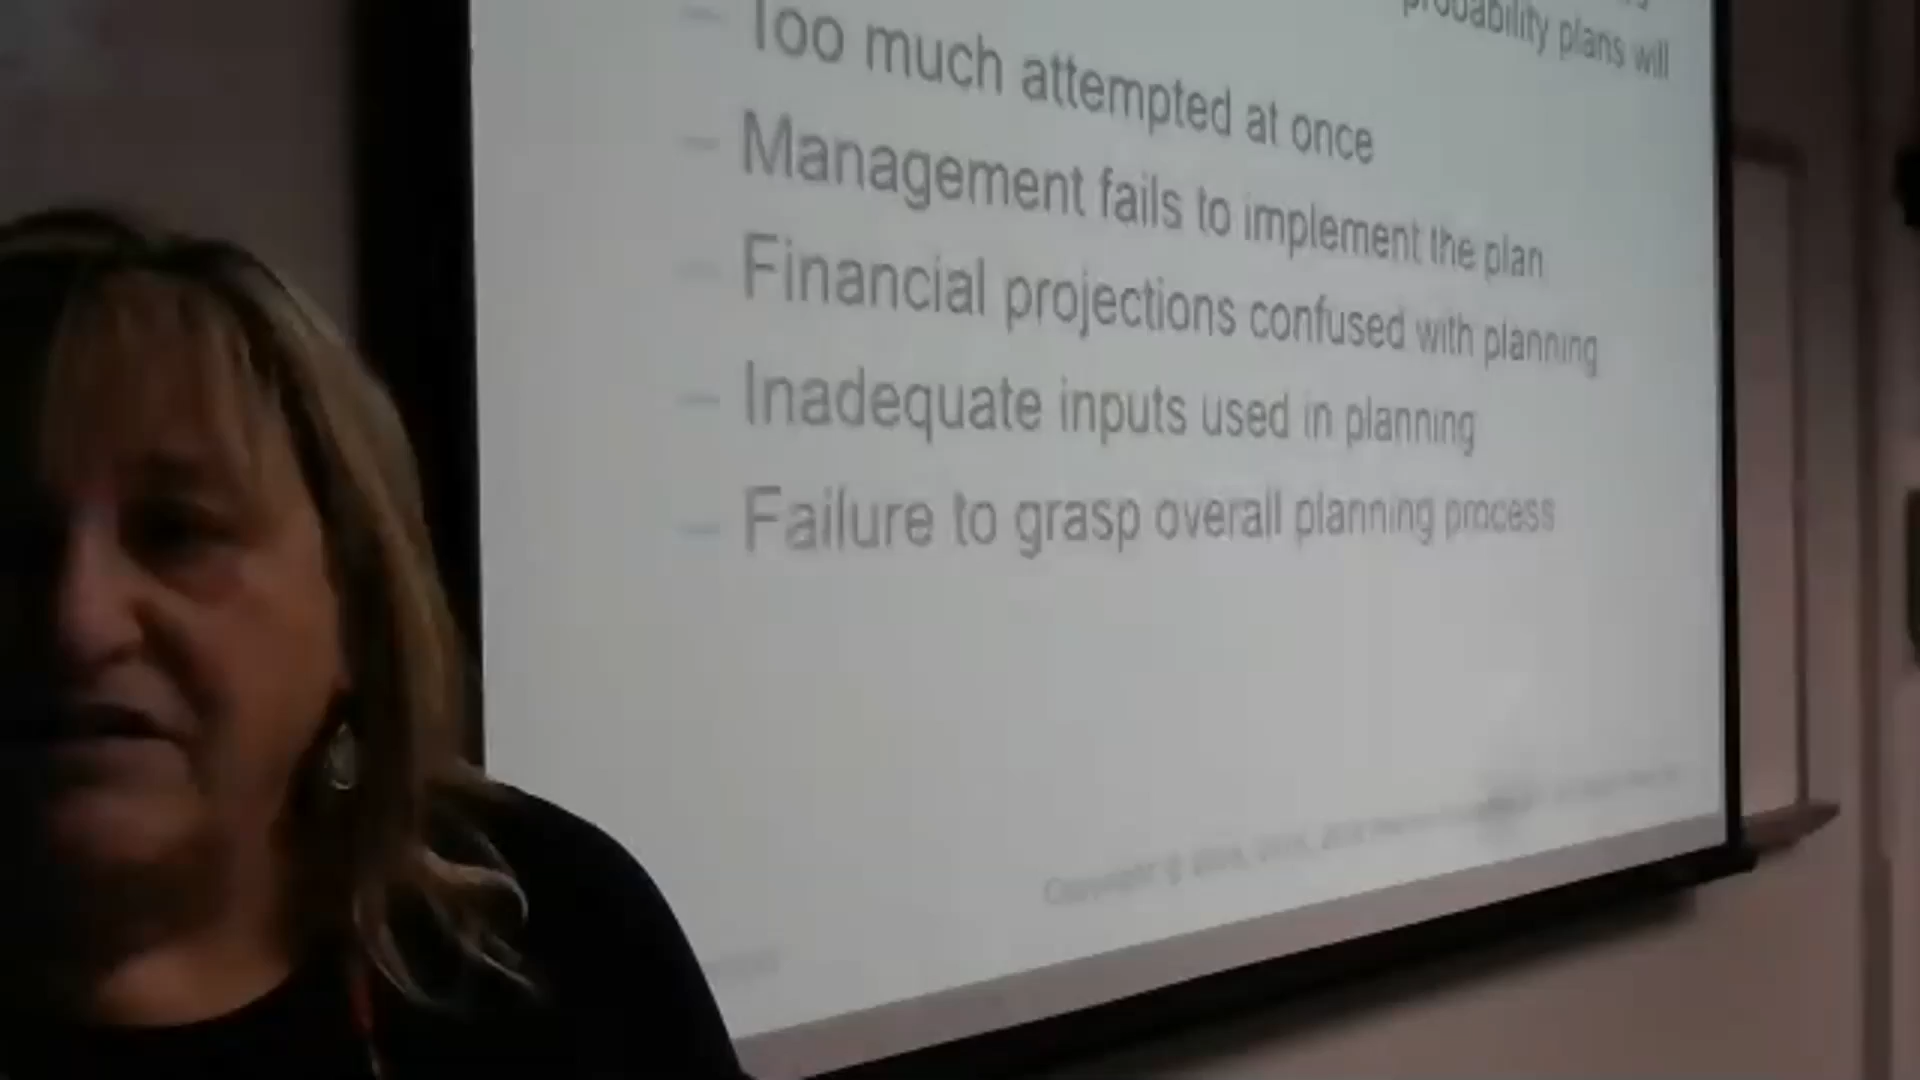 probability plans will
– Too much attempted at once
– Management fails to implement the plan
– Financial projections confused with planning
– Inadequate inputs used in planning
– Failure to grasp overall planning process
Copyright ©